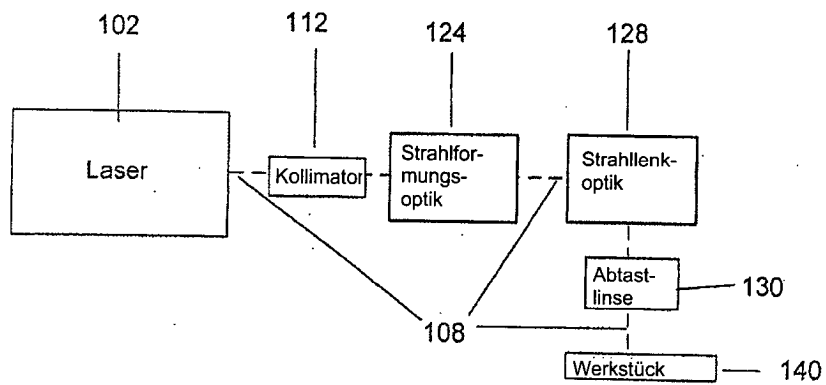 102
112
124
128
Laser
Kollimator
Strahlfor-
mungs-
optik
Strahllenk-
optik
Abtast-
linse
130
108
Werkstück
140